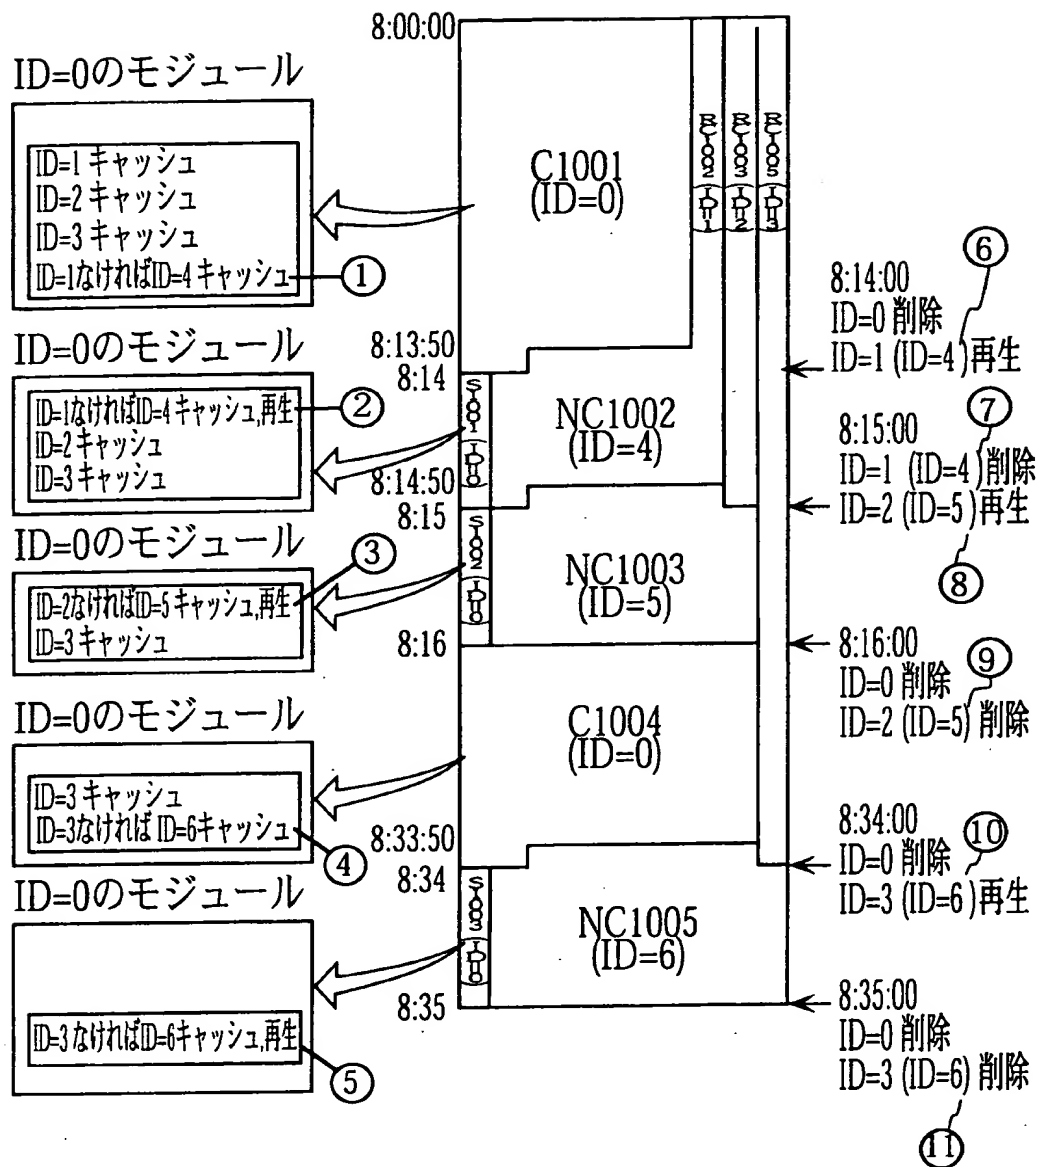 ID=0のモジュール
ID=1 キャッシュ
ID=2 キャッシュ
ID=3 キャッシュ
ID=1なければID=4 キャッシュ
①
ID=0のモジュール
ID=1なければID=4 キャッシュ,再生
ID=2 キャッシュ
ID=3 キャッシュ
②
ID=0のモジュール
ID=2なければID=5 キャッシュ,再生
ID=3 キャッシュ
③
ID=0のモジュール
ID=3 キャッシュ
ID=3なければ ID=6キャッシュ
④
ID=0のモジュール
ID=3 なければID=6キャッシュ,再生
⑤
8:00:00
8:13:50
8:14
8:14:50
8:15
8:16
8:33:50
8:34
8:35
C1001
(ID=0)
RC1002 (ID=1)
RC1003 (ID=2)
RC1005 (ID=3)
S1001 (ID=0)
NC1002
(ID=4)
S1002 (ID=0)
NC1003
(ID=5)
C1004
(ID=0)
S1003 (ID=0)
NC1005
(ID=6)
⑥
8:14:00
ID=0 削除
ID=1 (ID=4) 再生
⑦
8:15:00
ID=1 (ID=4) 削除
ID=2 (ID=5) 再生
⑧
8:16:00
ID=0 削除
ID=2 (ID=5) 削除
⑨
8:34:00
ID=0 削除
ID=3 (ID=6) 再生
⑩
8:35:00
ID=0 削除
ID=3 (ID=6) 削除
⑪